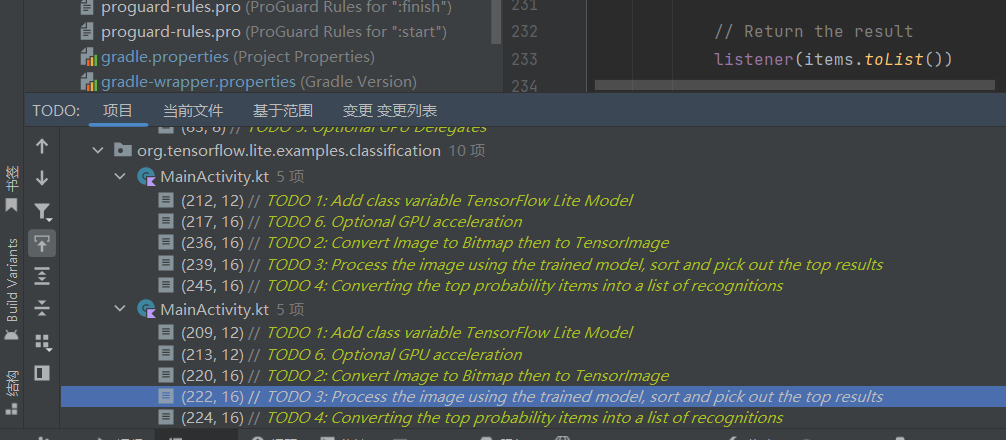 proguard-rules.pro (ProGuard Rules for ":finish")
proguard-rules.pro (ProGuard Rules for ":start")
gradle.properties (Project Properties)
gradle-wrapper.properties (Gradle Version)
231
232 // Return the result
233 listener(items.toList())
234
TODO: 项目 当前文件 基于范围 变更 变更列表
(63, 8) // TODO 5. Optional GPU Delegates
org.tensorflow.lite.examples.classification 10 项
MainActivity.kt 5 项
(212, 12) // TODO 1: Add class variable TensorFlow Lite Model
(217, 16) // TODO 6. Optional GPU acceleration
(236, 16) // TODO 2: Convert Image to Bitmap then to TensorImage
(239, 16) // TODO 3: Process the image using the trained model, sort and pick out the top results
(245, 16) // TODO 4: Converting the top probability items into a list of recognitions
MainActivity.kt 5 项
(209, 12) // TODO 1: Add class variable TensorFlow Lite Model
(213, 12) // TODO 6. Optional GPU acceleration
(220, 16) // TODO 2: Convert Image to Bitmap then to TensorImage
(222, 16) // TODO 3: Process the image using the trained model, sort and pick out the top results
(224, 16) // TODO 4: Converting the top probability items into a list of recognitions
书签
Build Variants
结构